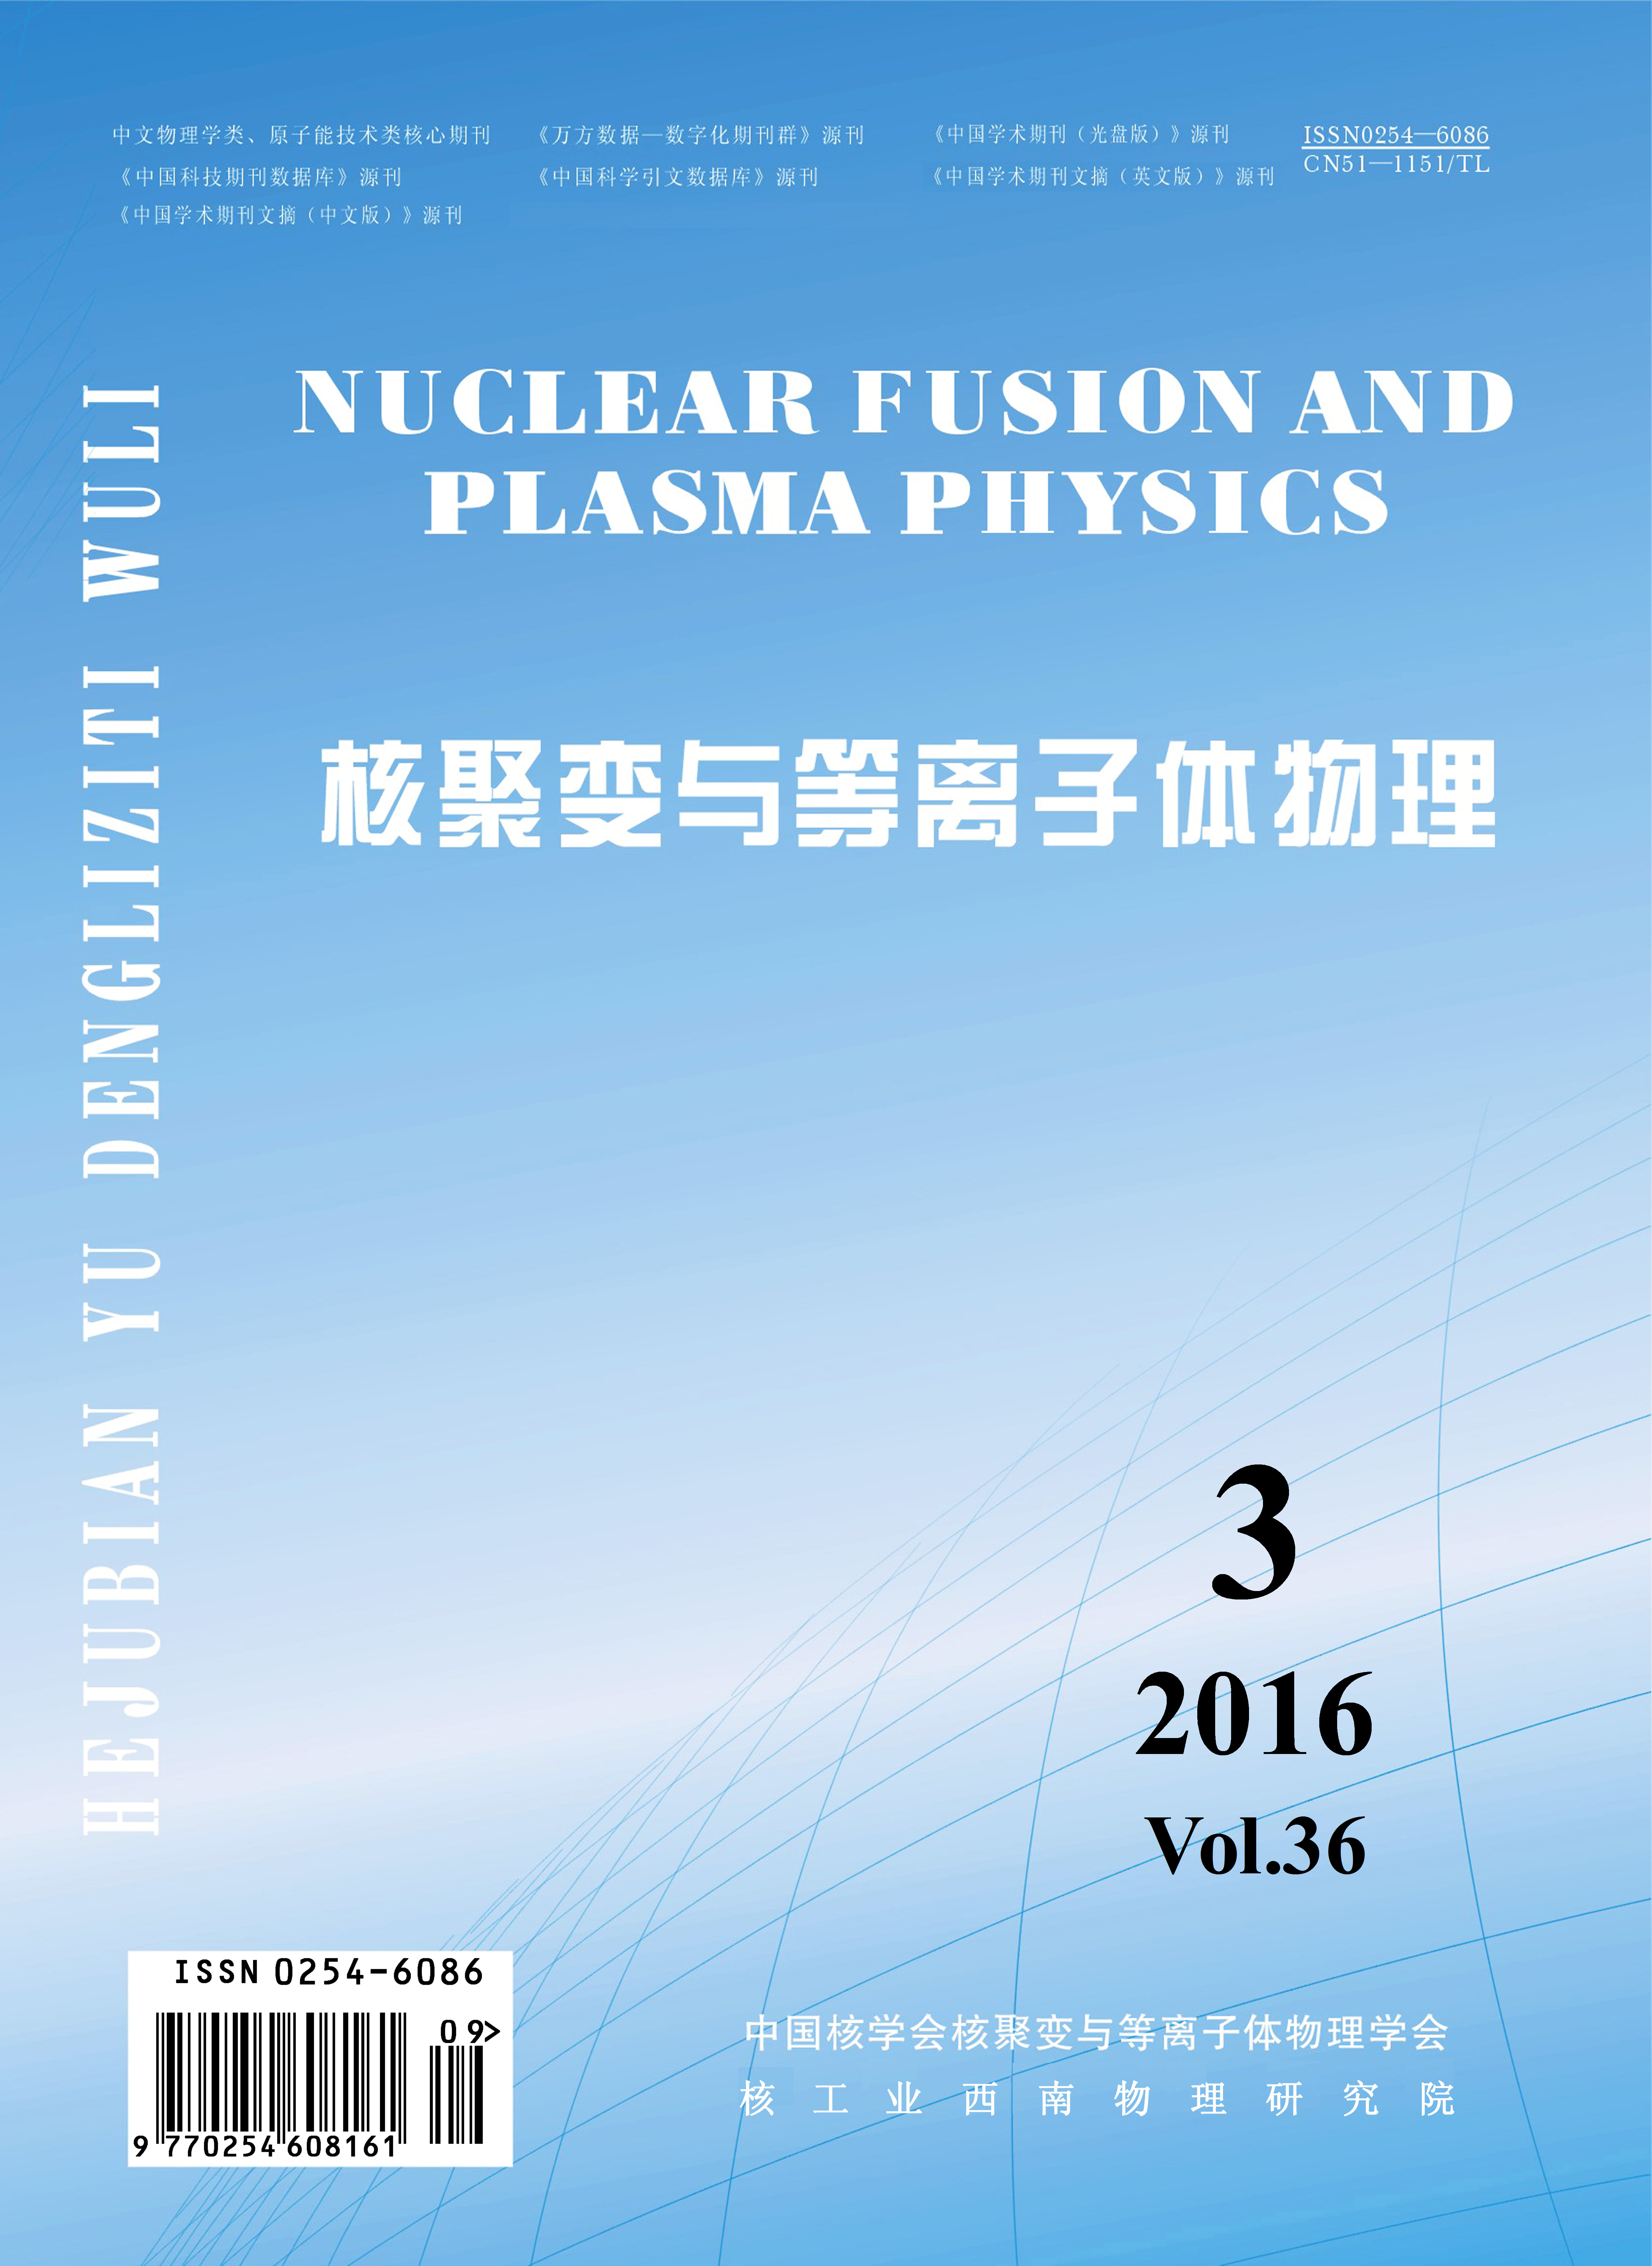 中文物理学类、原子能技术类核心期刊
《万方数据—数字化期刊群》源刊
《中国学术期刊（光盘版）》源刊
ISSN0254—6086
《中国科技期刊数据库》源刊
《中国科学引文数据库》源刊
《中国学术期刊文摘（英文版）》源刊
CN51—1151/TL
《中国学术期刊文摘（中文版）》源刊
NUCLEAR FUSION AND
PLASMA PHYSICS
核聚变与等离子体物理
HEJUBIAN YU DENGLIZITI WULI
3
2016
Vol.36
ISSN 0254-6086
09>
9 770254 608161
中国核学会核聚变与等离子体物理学会
核工业西南物理研究院